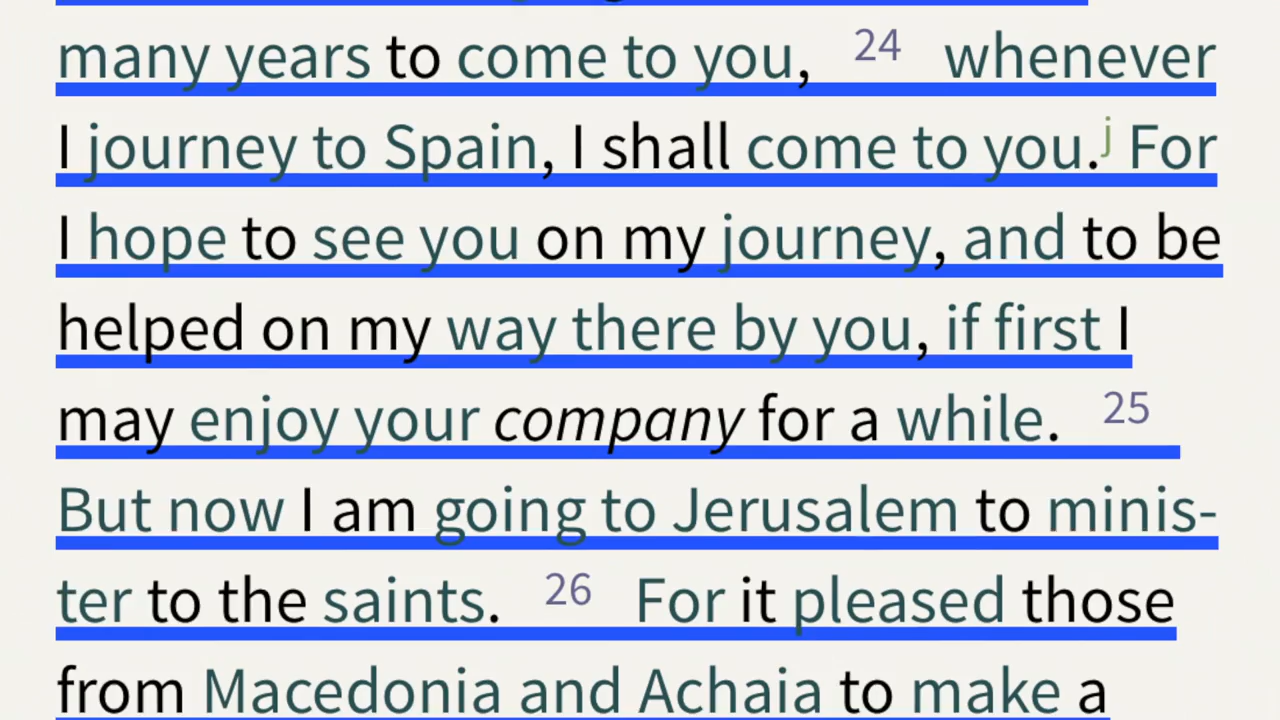 many years to come to you, 24 whenever
I journey to Spain, I shall come to you.j For
I hope to see you on my journey, and to be
helped on my way there by you, if first I
may enjoy your company for a while. 25
But now I am going to Jerusalem to minis-
ter to the saints. 26 For it pleased those
from Macedonia and Achaia to make a